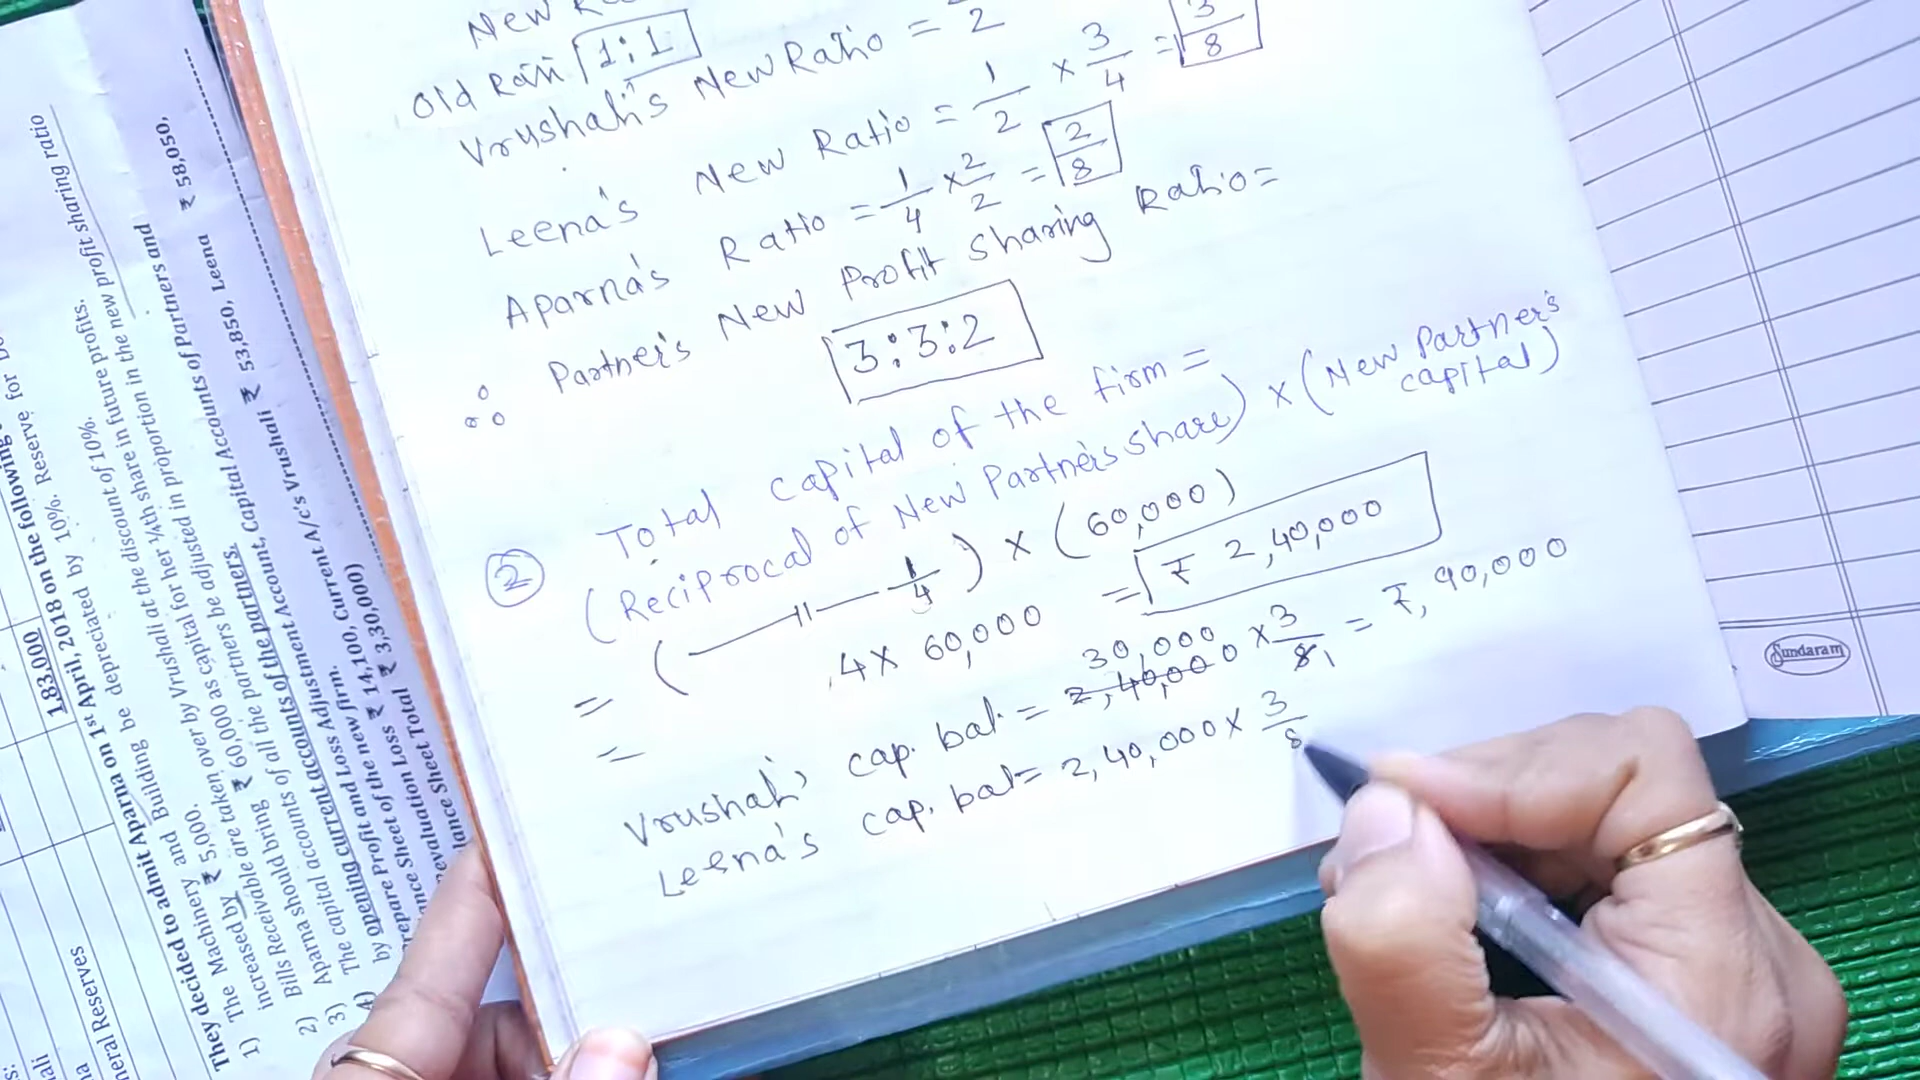 New
Old Ratio 1:1
Vrushali's New Ratio = 2
Leena's New Ratio = 1/2 × 3/4 = 3/8
Aparna's Ratio = 1/4 × 2/2 = 2/8
∴ Partner's New Profit Sharing Ratio =
3:3:2
② Total capital of the firm =
(Reciprocal of New Partner's share) × (New Partner's capital)
= ( —— 11 —— 1/4 ) × (60,000)
= 4 × 60,000 = ₹ 2,40,000
30,000
Vrushali's cap. bal. = 2,40,000 × 3/8 1 = ₹, 90,000
Leena's cap. bal = 2,40,000 × 3/8
Sundaram
1,83,000
They decided to admit Aparna on 1st April, 2018 on the following
1) The Machinery and Building be depreciated by 10%. Reserve for
increased by ₹ 5,000.
2) Bills Receivable are taken over by Vrushali at the discount of 10%.
3) Aparna should bring ₹ 60,000 as capital for her ¼th share in future profits.
4) The capital accounts of all the partners be adjusted in proportion in the new profit sharing ratio
by opening current accounts of the partners.
Prepare Profit and Loss Adjustment Account, Capital Accounts of Partners and
Balance Sheet of the new firm.
Revaluation Loss ₹ 14,100, Current A/c's Vrushali ₹ 53,850, Leena ₹ 58,050,
Balance Sheet Total ₹ 3,30,000)
General Reserves